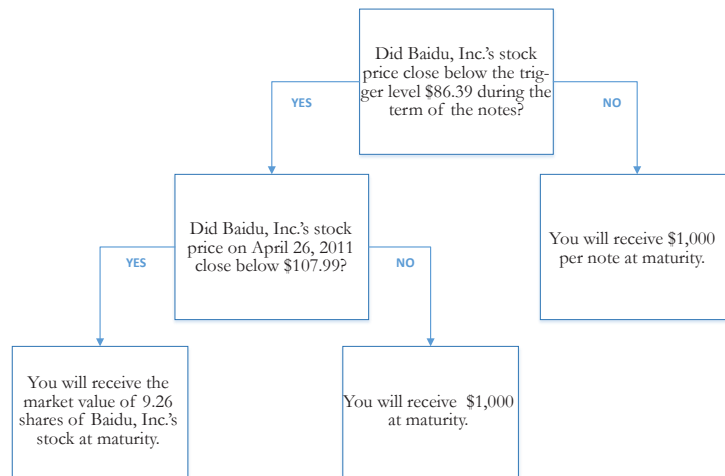 Did Baidu, Inc.'s stock
price close below the trig-
ger level $86.39 during the
term of the notes?
YES
NO
Did Baidu, Inc.'s stock
price on April 26, 2011
close below $107.99?
You will receive $1,000
per note at maturity.
YES
NO
You will receive the
market value of 9.26
shares of Baidu, Inc.'s
stock at maturity.
You will receive $1,000
at maturity.